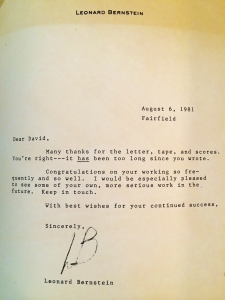 LEONARD BERNSTEIN
August 6, 1981
Fairfield
Dear David,
Many thanks for the letter, tape, and scores.
You're right---it has been too long since you wrote.
Congratulations on your working so fre-
quently and so well. I would be especially pleased
to see some of your own, more serious work in the
future. Keep in touch.
With best wishes for your continued success,
Sincerely,
LB
Leonard Bernstein